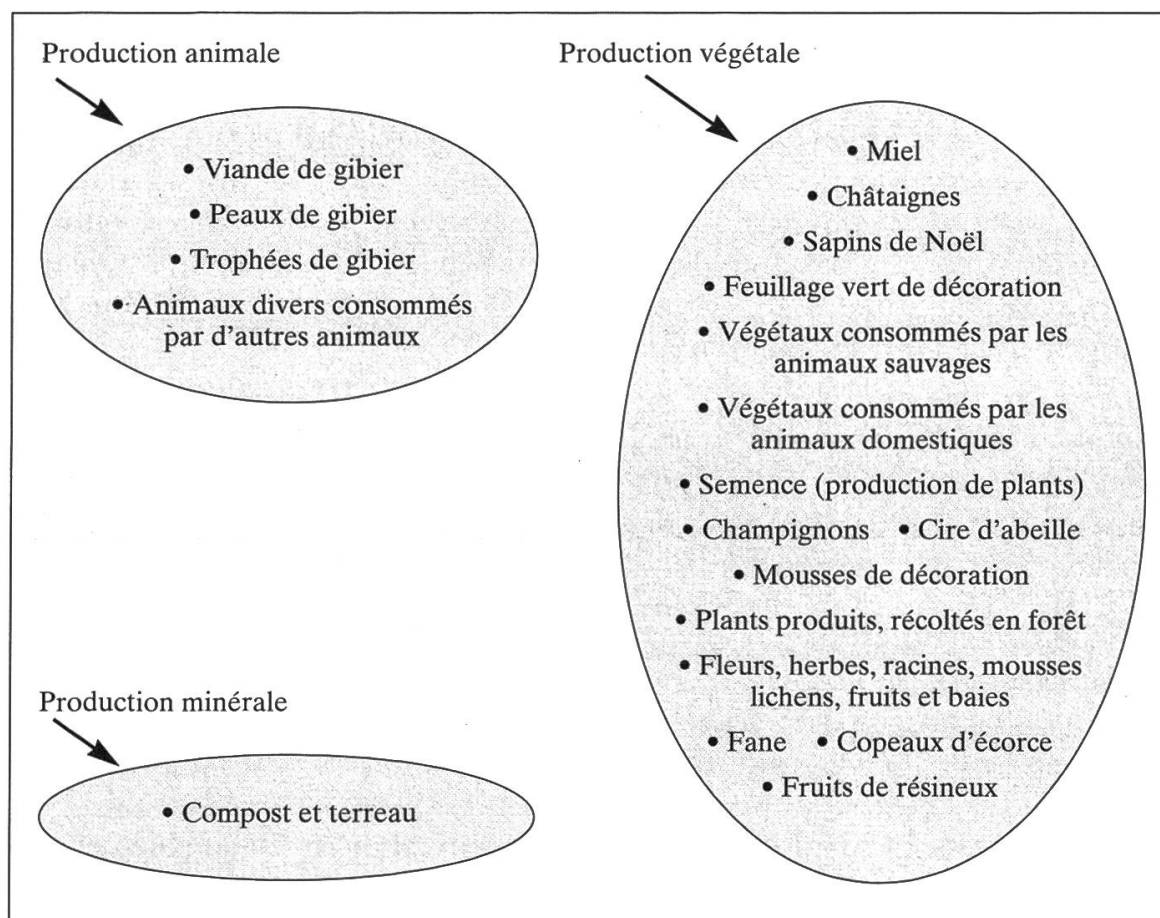 Production animale
• Viande de gibier
• Peaux de gibier
• Trophées de gibier
• Animaux divers consommés
par d'autres animaux
Production végétale
• Miel
• Châtaignes
• Sapins de Noël
• Feuillage vert de décoration
• Végétaux consommés par les
animaux sauvages
• Végétaux consommés par les
animaux domestiques
• Semence (production de plants)
• Champignons • Cire d'abeille
• Mousses de décoration
• Plants produits, récoltés en forêt
• Fleurs, herbes, racines, mousses
lichens, fruits et baies
• Fane • Copeaux d'écorce
• Fruits de résineux
Production minérale
• Compost et terreau